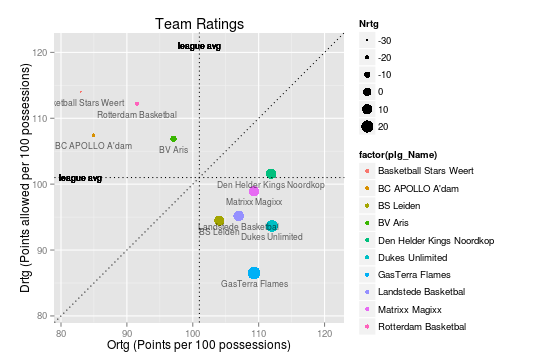 Team Ratings
Drtg (Points allowed per 100 possessions)
120
110
100
90
80
league avg
league avg
ketball Stars Weert
Rotterdam Basketbal
BC APOLLO A'dam
BV Aris
Den Helder Kings Noordkop
Matrixx Magixx
Landstede Basketbal
BS Leiden
Dukes Unlimited
GasTerra Flames
80
90
100
110
120
Ortg (Points per 100 possessions)
Nrtg
-30
-20
-10
0
10
20
factor(plg_Name)
Basketball Stars Weert
BC APOLLO A'dam
BS Leiden
BV Aris
Den Helder Kings Noordkop
Dukes Unlimited
GasTerra Flames
Landstede Basketbal
Matrixx Magixx
Rotterdam Basketbal